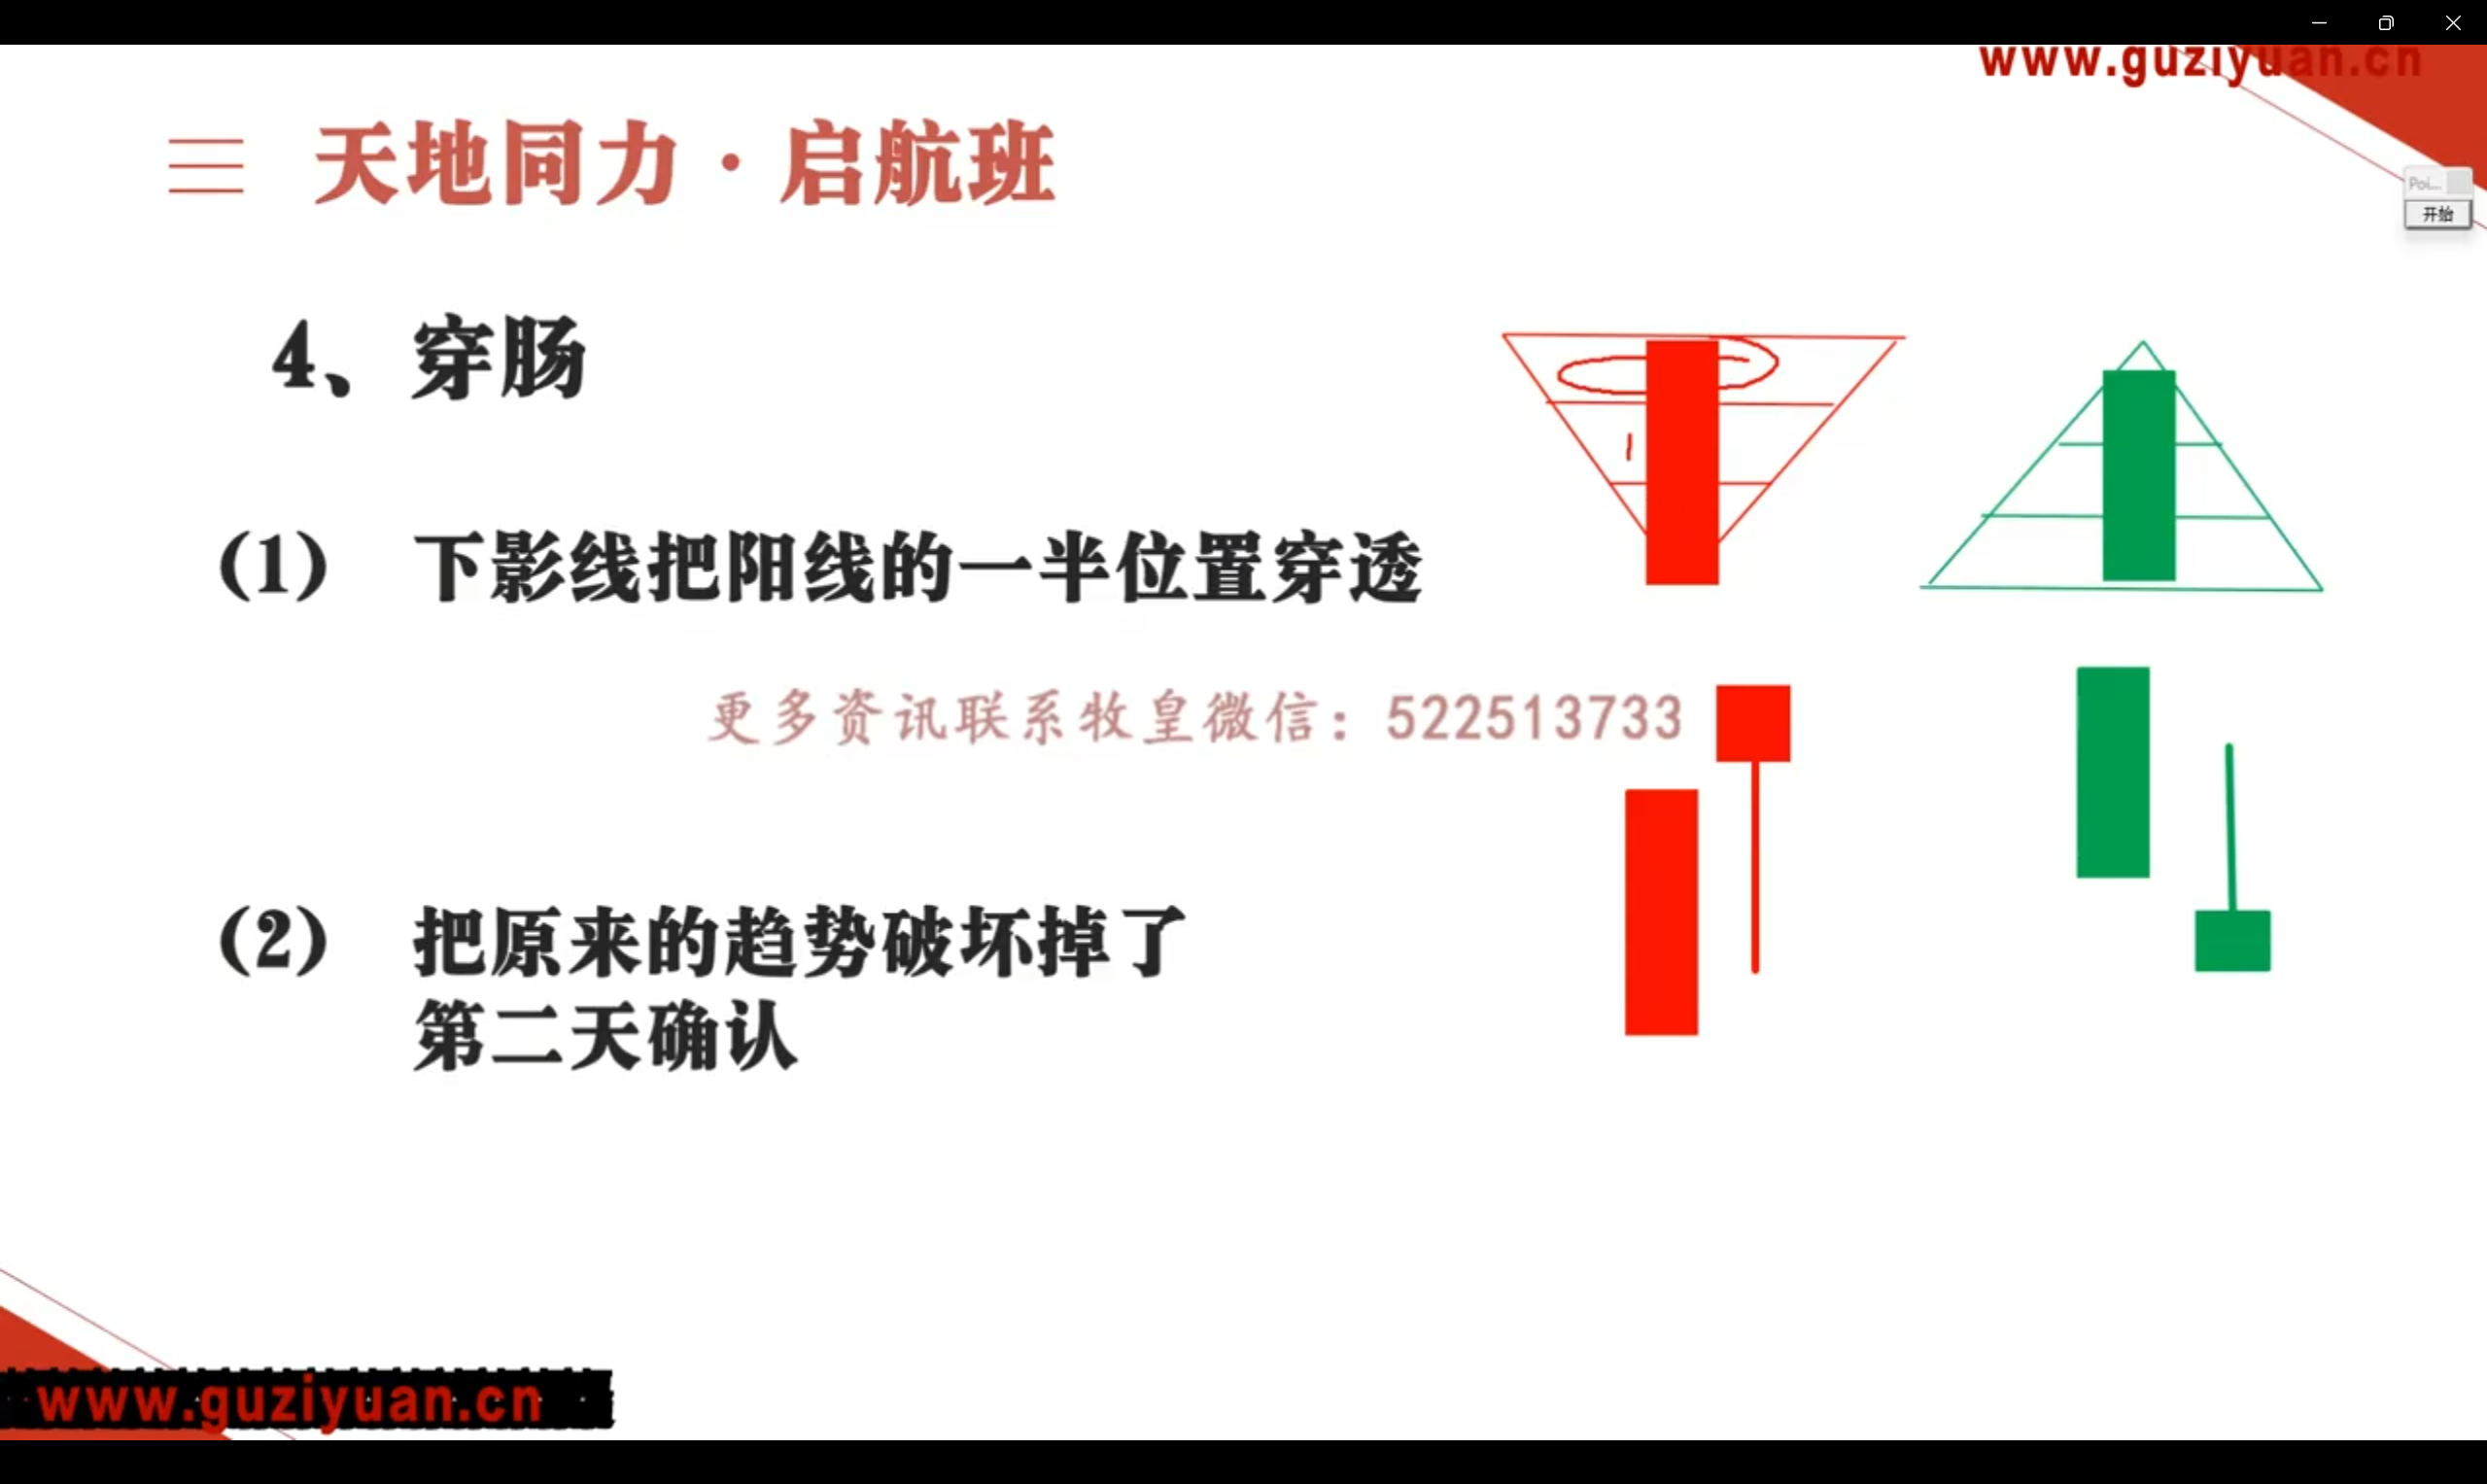 www.guziyuan.cn
天地同力·启航班
Poi...
开始
4、穿肠
(1) 下影线把阳线的一半位置穿透
更多资讯联系牧皇微信：522513733
(2) 把原来的趋势破坏掉了
第二天确认
www.guziyuan.cn